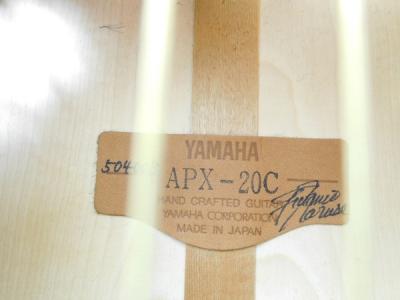 YAMAHA
APX-20C
HAND CRAFTED GUITAR
YAMAHA CORPORATION
MADE IN JAPAN